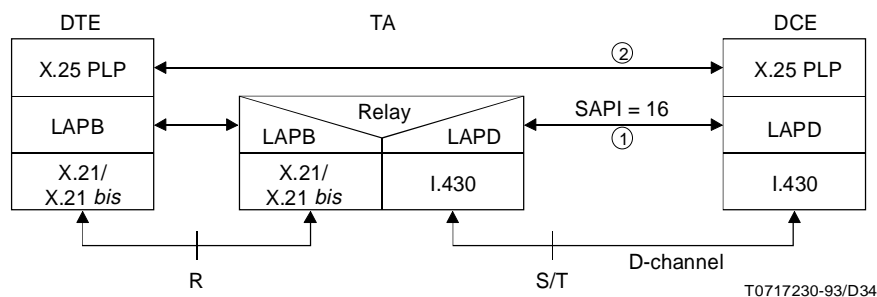 DTE
TA
DCE
X.25 PLP
2
X.25 PLP
LAPB
Relay
LAPB
LAPD
SAPI = 16
1
LAPD
X.21/
X.21 bis
X.21/
X.21 bis
I.430
I.430
R
S/T
D-channel
T0717230-93/D34